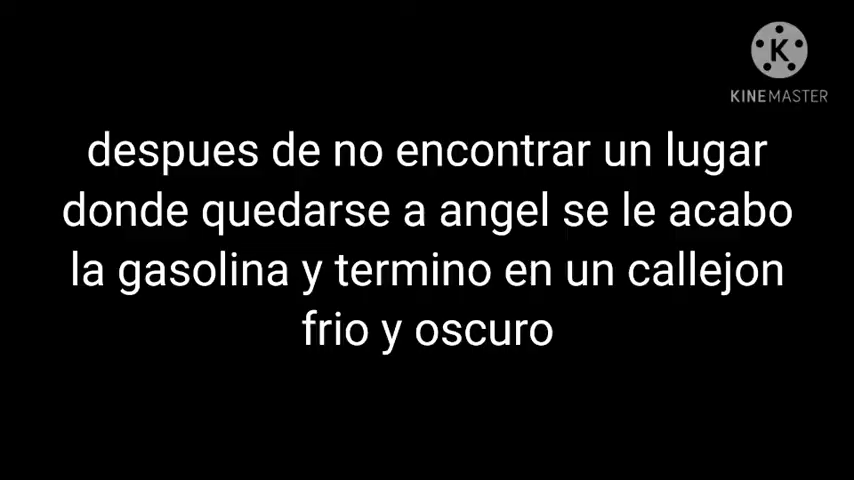 KINEMASTER
despues de no encontrar un lugar
donde quedarse a angel se le acabo
la gasolina y termino en un callejon
frio y oscuro